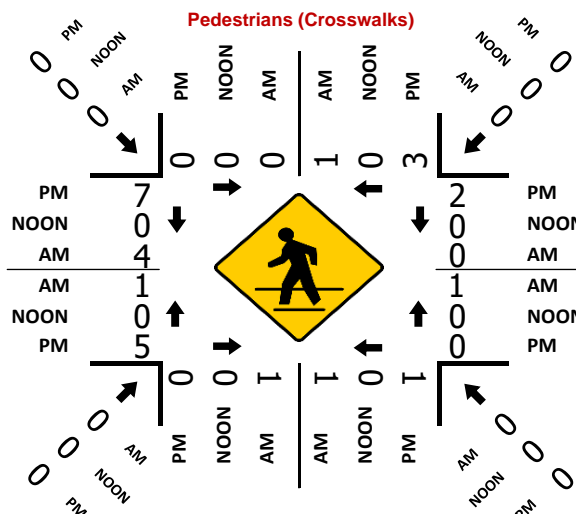 Pedestrians (Crosswalks)
0 PM
0 NOON
0 AM
PM NOON AM AM NOON PM
PM 0
NOON 0
AM 0
0 0 0 1 0 3
PM 7 2 PM
NOON 0 0 NOON
AM 4 0 AM
AM 1 1 AM
NOON 0 0 NOON
PM 5 0 PM
0 0 1 1 0 1
PM NOON AM AM NOON PM
0 AM
0 NOON
0 PM
AM 0
NOON 0
PM 0